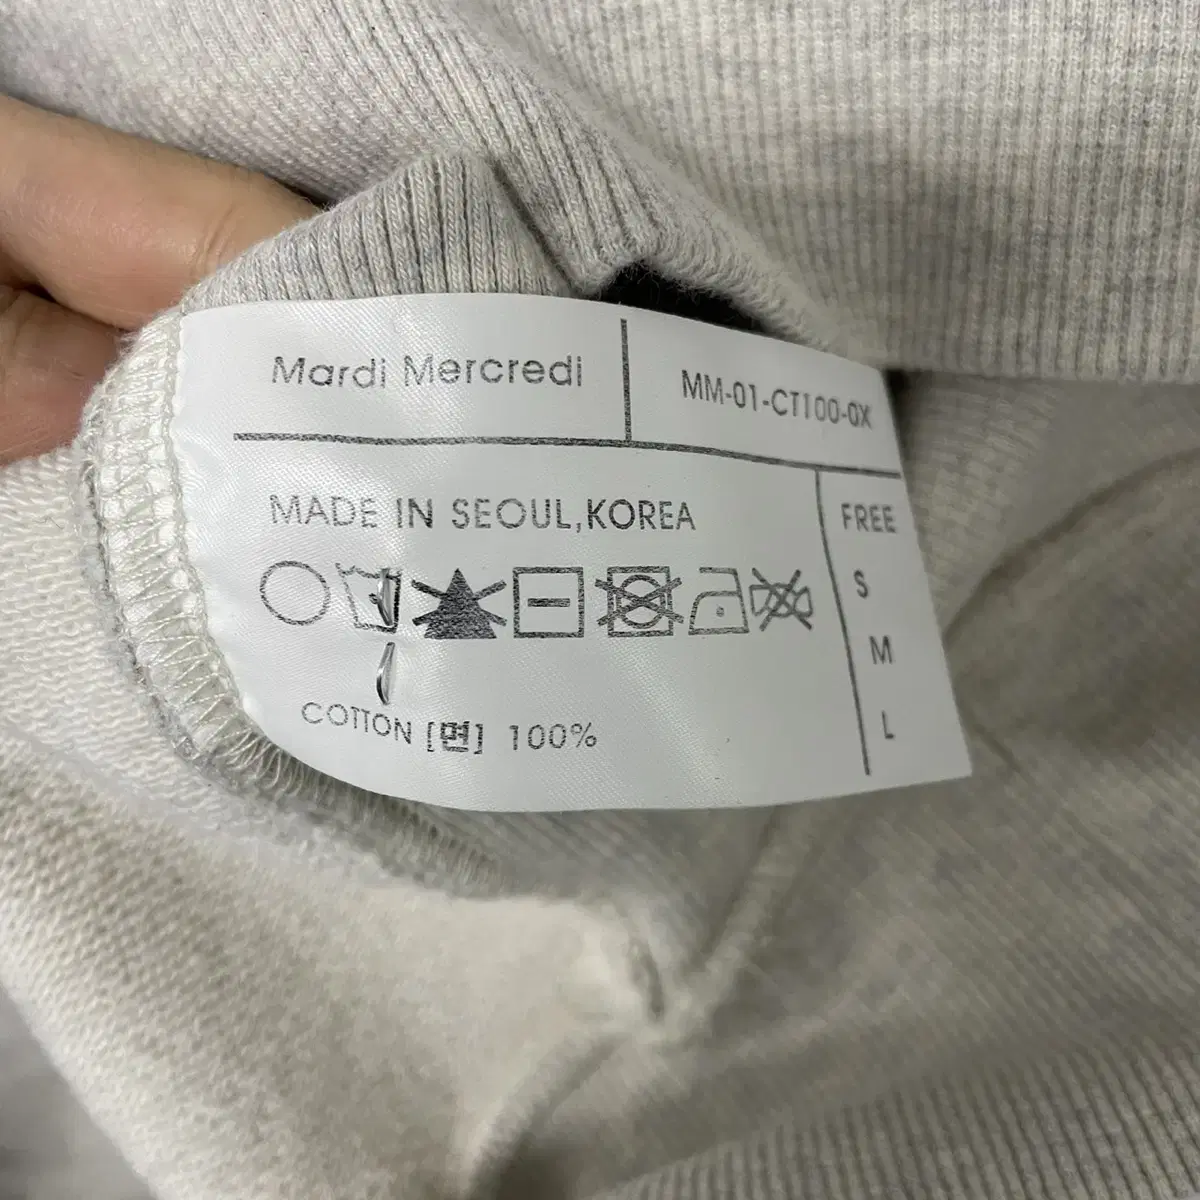 Mardi Mercredi
MM-01-CT100-0X
MADE IN SEOUL,KOREA
FREE
S
M
L
COTTON [면] 100%